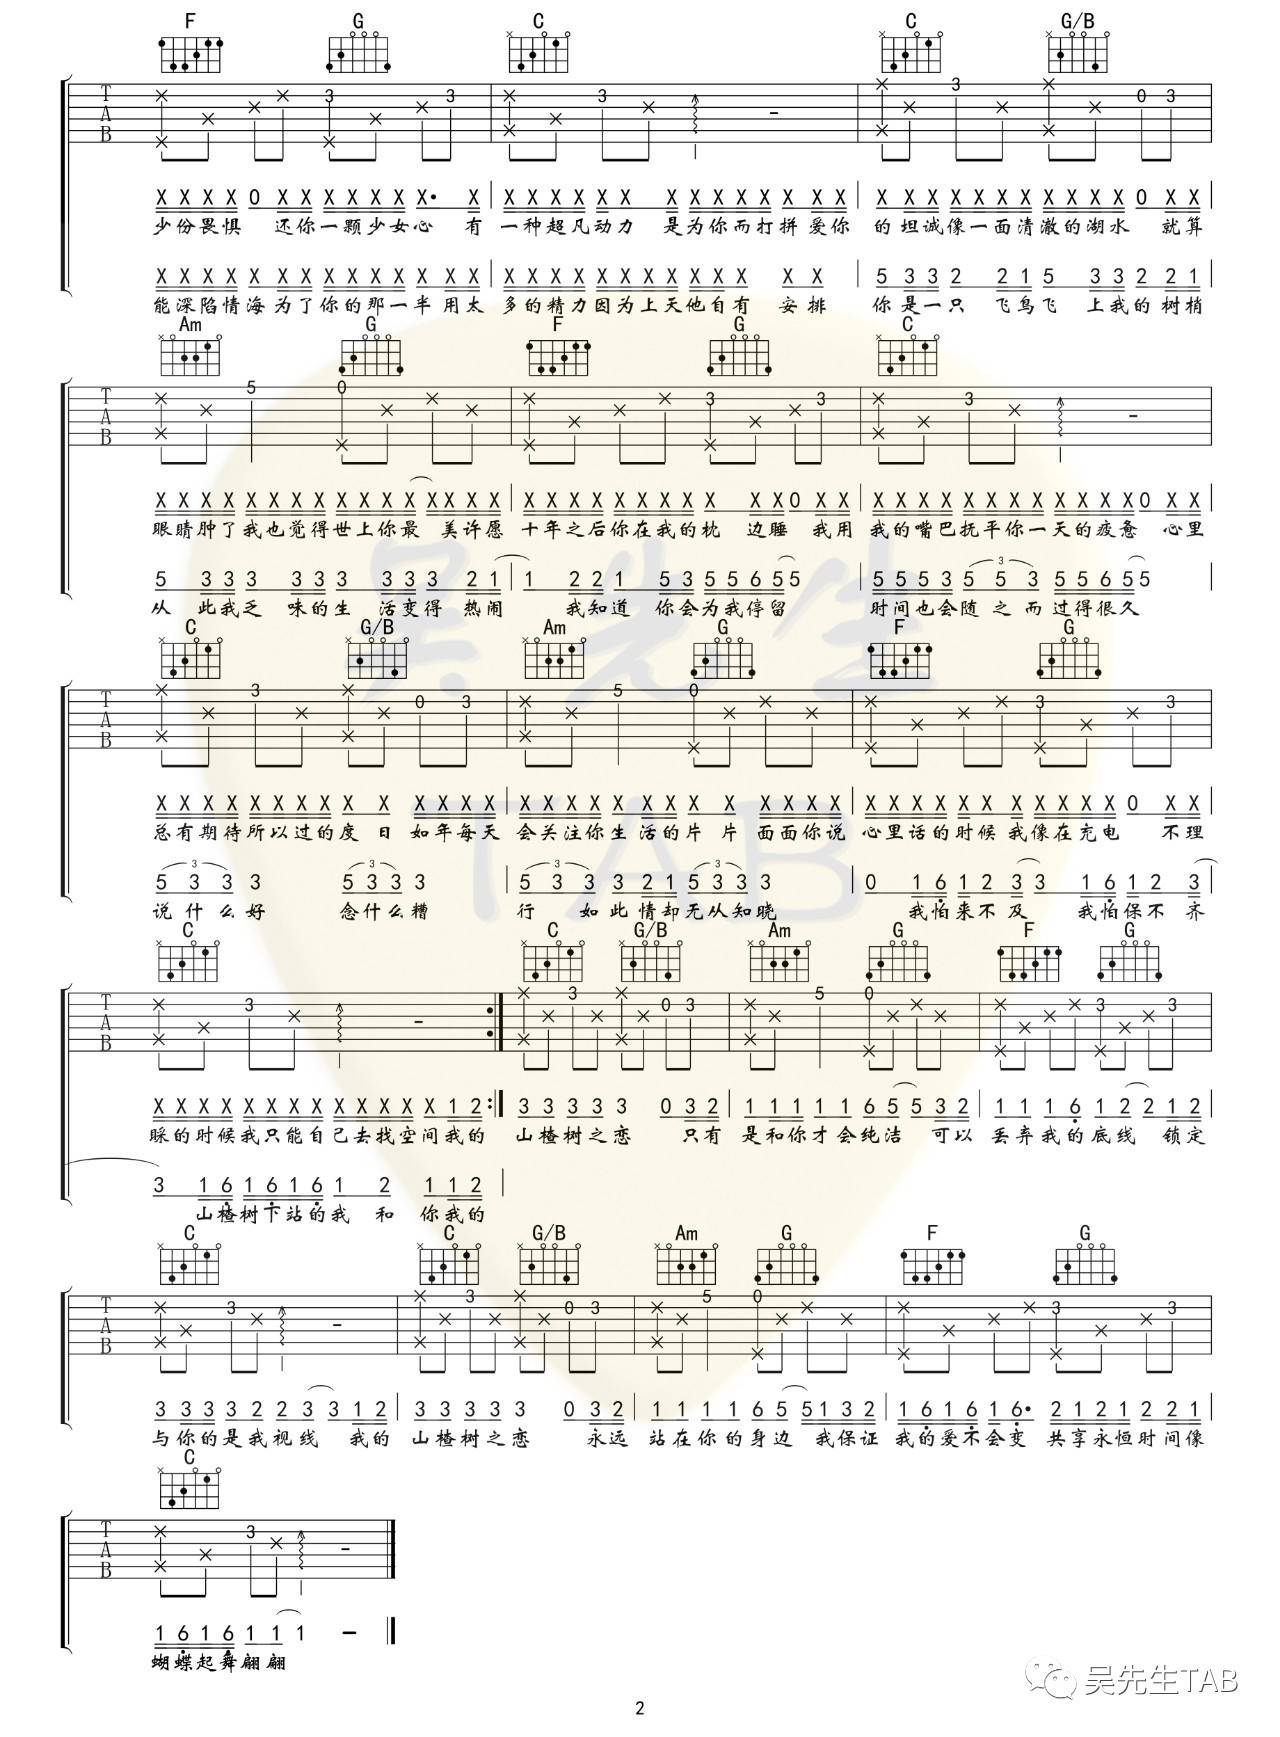 F G C C G/B
3 3 3 3 0 3
T A B
X X X X 0 X X X X X X X· X | X X X X X X X X X X X X X X | X X X X X X X X X X X 0 X X
少份畏惧 还你一颗少女心 有 一种超凡动力 是为你而打拼爱你 的坦诚像一面清澈的湖水 就算
X X X X X X X X X X X X X X | X X X X X X X X X X X X X | 5 3 3 2 2 1 5 3 3 2 2 1
能深陷情海为了你的那一半用太 多的精力因为上天他自有 安排 你是一只 飞鸟飞 上我的树梢
Am G F G C
5 0 3 3 3
T A B
X X X X X X X X X X X X X X X | X X X X X X X X X X X 0 X X | X X X X X X X X X X X X 0 X X
眼睛肿了我也觉得世上你最 美许愿 十年之后你在我的枕 边睡 我用 我的嘴巴抚平你一天的疲惫 心里
5 3 3 3 3 3 3 3 3 3 2 1 | 1 2 2 1 5 3 5 5 6 5 5 | 5 5 5 3 5 5 3 5 5 6 5 5
从 此我乏 味的生 活变得 热闹 我知道 你会为我停留 时间也会随之而过得很久
C G/B Am G F G
3 0 3 5 0 3 3
T A B
X X X X X X X X X X X X X X | X X X X X X X X X X X X X | X X X X X X X X X X X 0 X X
总有期待所以过的度 日 如年每天 会关注你生活的片 片 面面你说 心里话的时候 我像在充电 不理
5 3 3 3 5 3 3 3 | 5 3 3 3 2 1 5 3 3 3 | 0 1 6 1 2 3 3 1 6 1 2 3
说什么好 念什么糟 行 如此情却无从知晓 我怕来不及 我怕保不齐
C C G/B Am G F G
3 3 0 3 5 0 3 3
T A B
X X X X X X X X X X X X X 1 2 :| 3 3 3 3 3 0 3 2 | 1 1 1 1 1 6 5 5 3 2 | 1 1 1 6 1 2 2 1 2
睬的时候我只能自己去找空间我的 山楂树之恋 只有 是和你才会纯洁 可以 丢弃我的底线 锁定
3 1 6 1 6 1 6 1 2 1 1 2 |
山楂树下站的我 和 你我的
C C G/B Am G F G
3 3 0 3 5 0 3 3
T A B
3 3 3 3 2 2 3 3 1 2 | 3 3 3 3 3 0 3 2 | 1 1 1 1 6 5 5 1 3 2 | 1 6 1 6 1 6· 2 1 2 1 2 2 1
与你的是我视线 我的 山楂树之恋 永远 站在你的身边 我保证 我的爱不会变 共享永恒时间像
C
3
T A B
1 6 1 6 1 1 1 –
蝴蝶起舞翩翩
吴先生
TAB
吴先生TAB
2